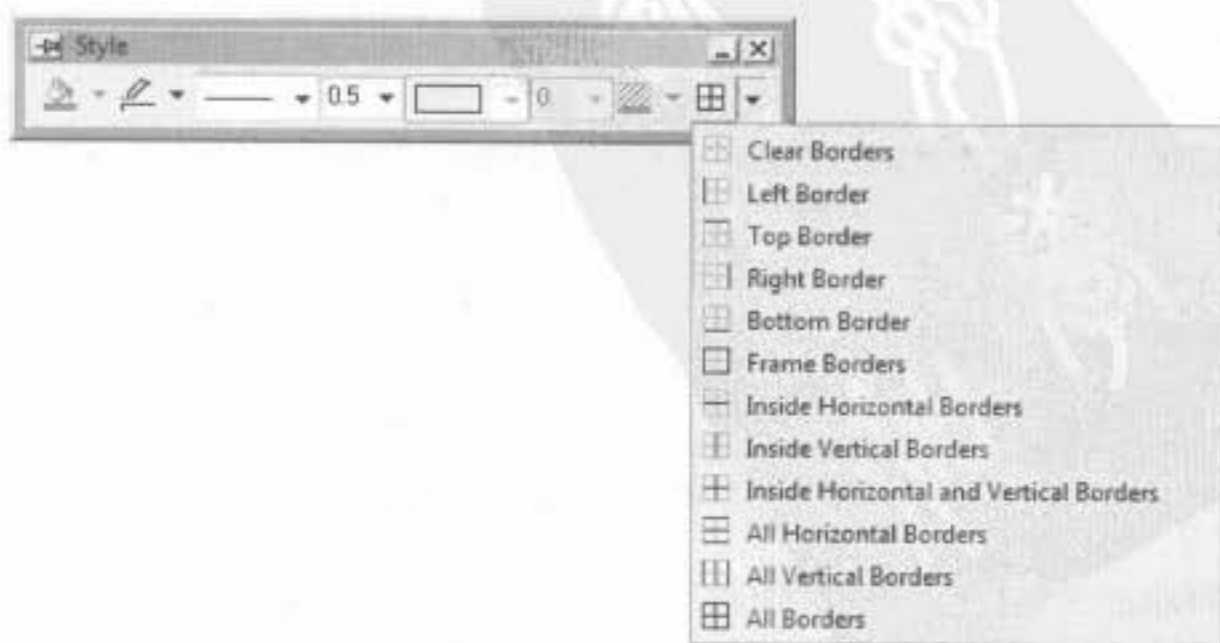 Style
0.5 0
Clear Borders
Left Border
Top Border
Right Border
Bottom Border
Frame Borders
Inside Horizontal Borders
Inside Vertical Borders
Inside Horizontal and Vertical Borders
All Horizontal Borders
All Vertical Borders
All Borders